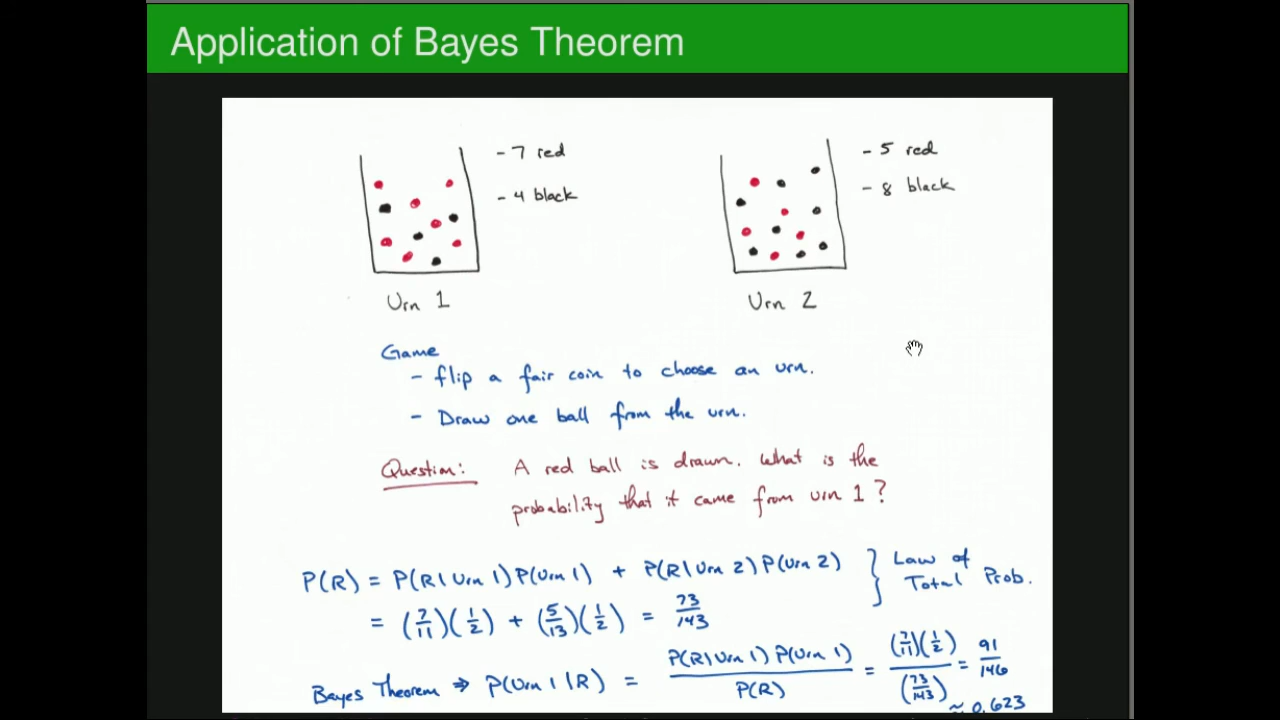 Application of Bayes Theorem
- 7 red
- 4 black
Urn 1
- 5 red
- 8 black
Urn 2
Game
- flip a fair coin to choose an urn.
- Draw one ball from the urn.
Question: A red ball is drawn. What is the
probability that it came from urn 1?
P(R) = P(R|Urn 1)P(Urn 1) + P(R|Urn 2)P(Urn 2) } Law of Total Prob.
= (7/11)(1/2) + (5/13)(1/2) = 73/143
Bayes Theorem ⇒ P(Urn 1|R) = P(R|Urn 1)P(Urn 1)/P(R) = (7/11)(1/2)/(73/143) = 91/146
≈ 0.623